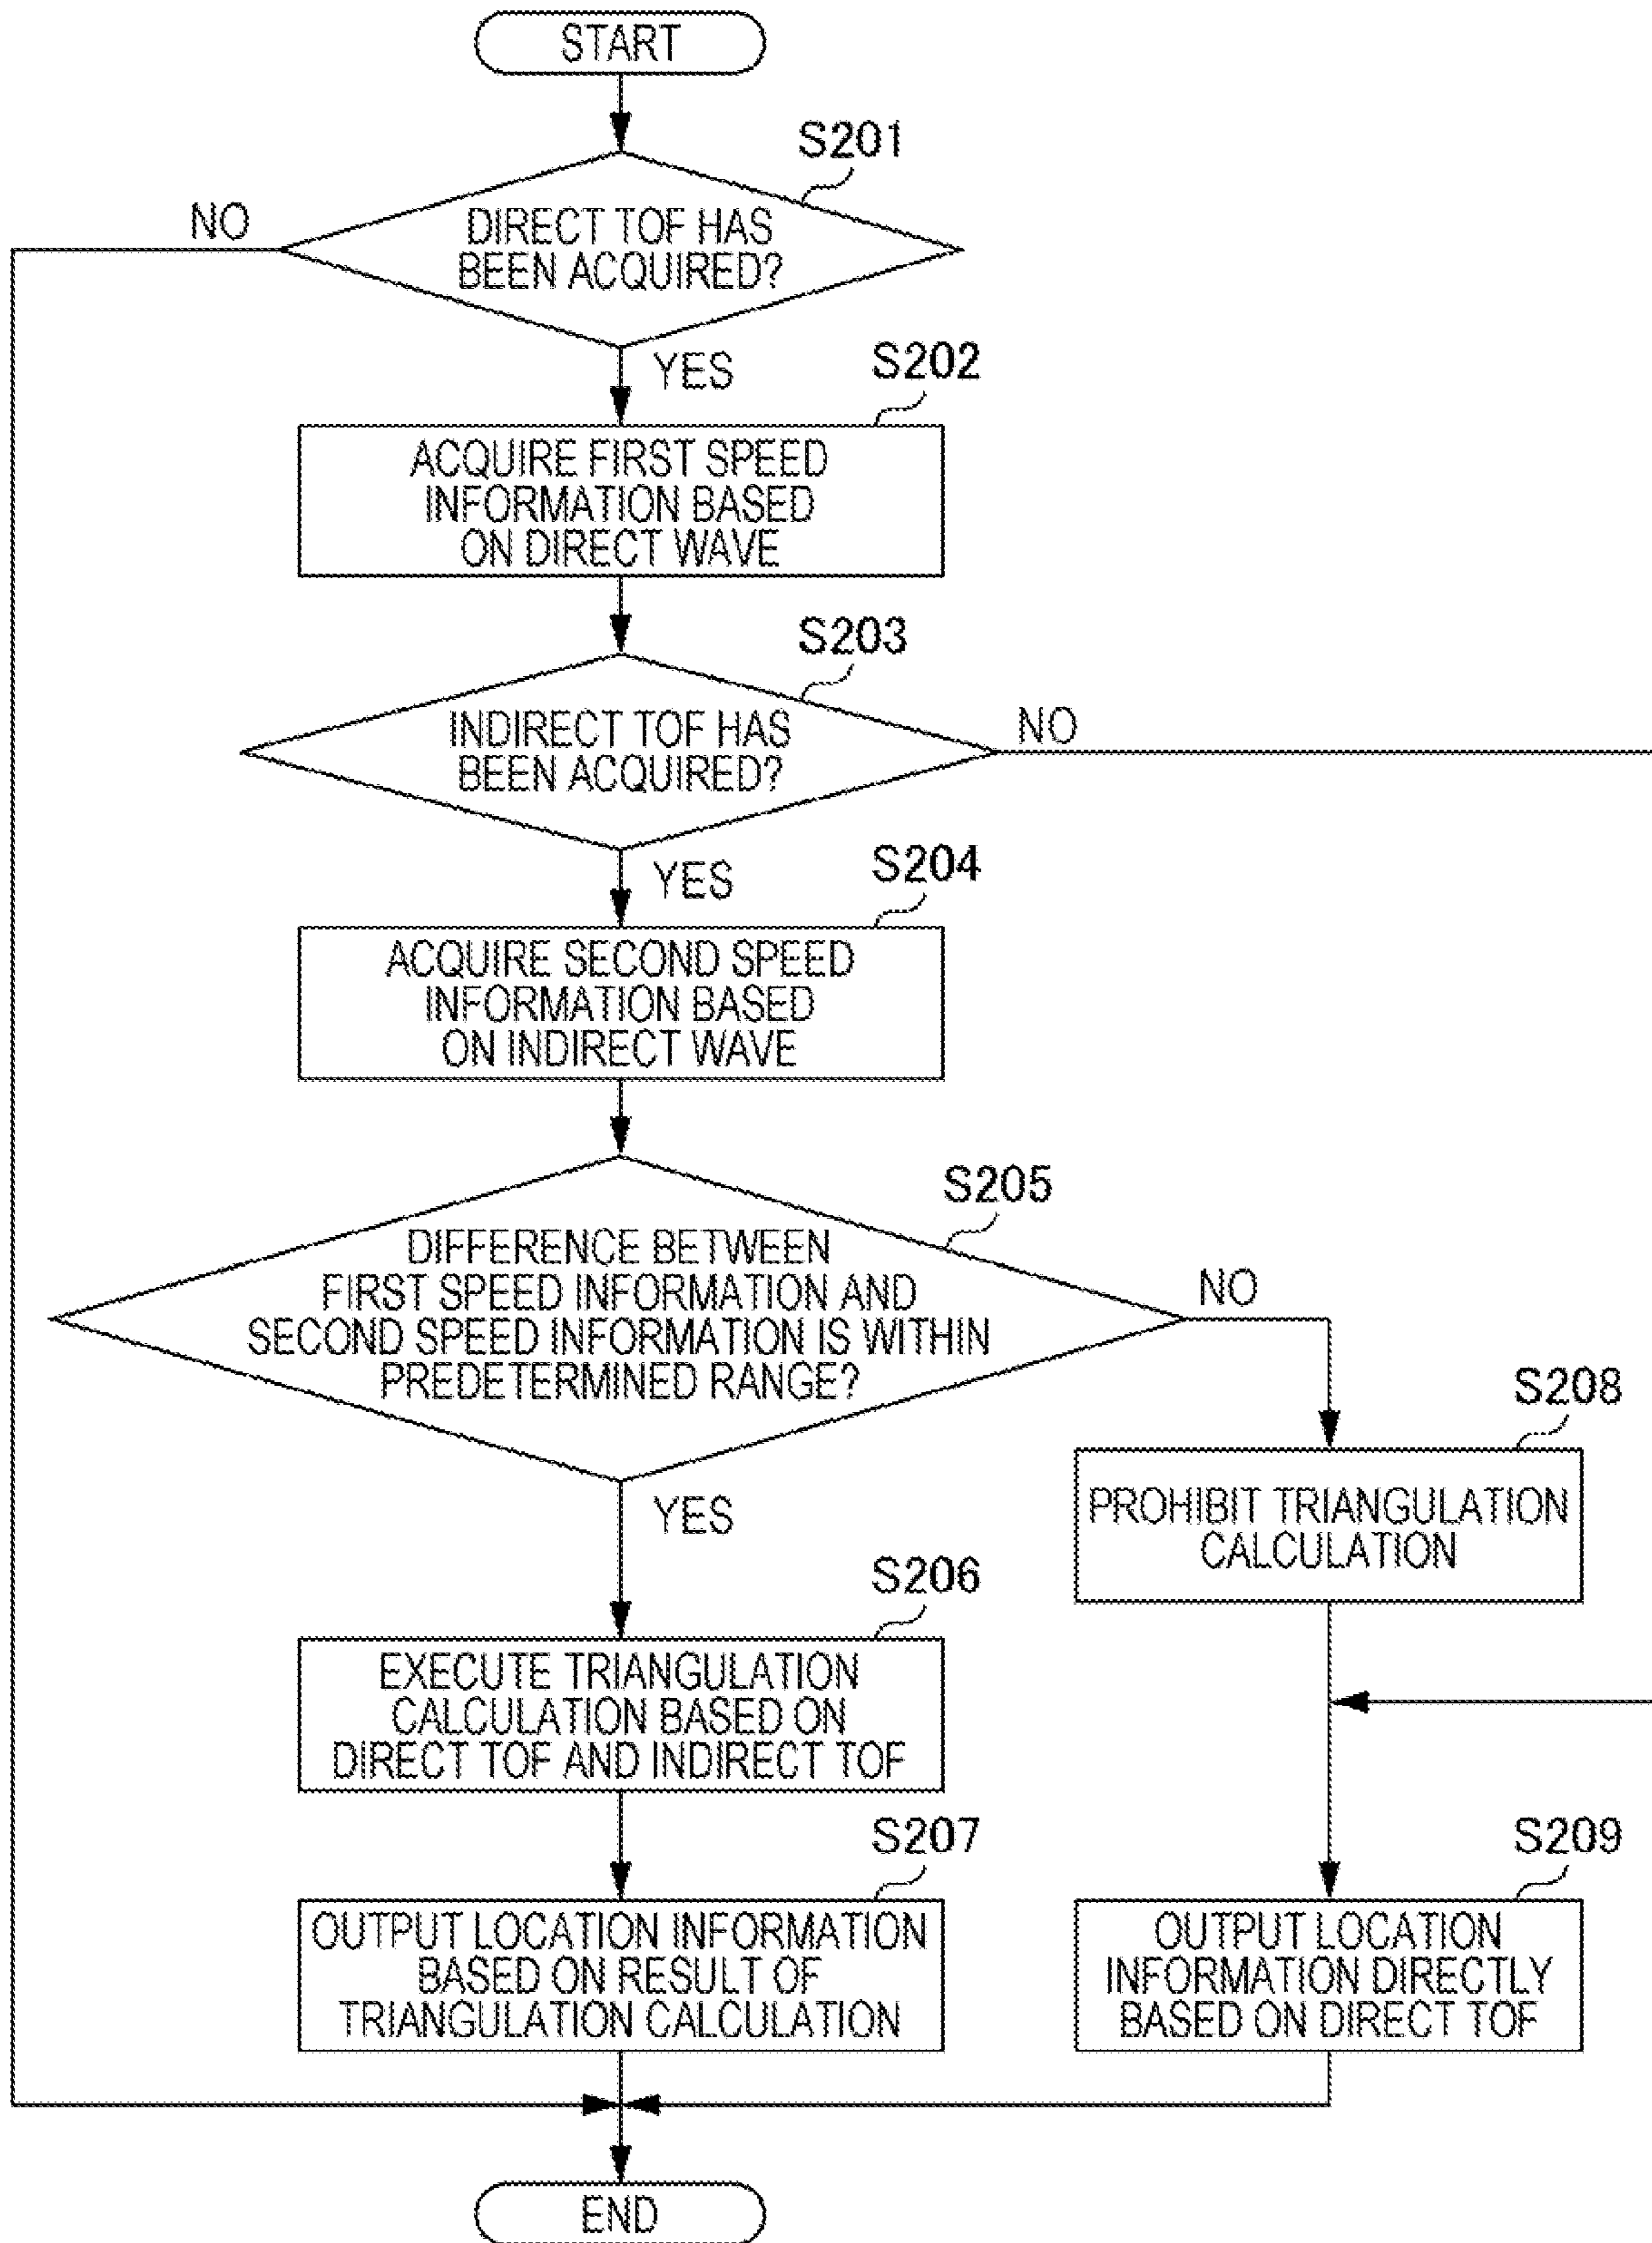 START
S201
NO
DIRECT TOF HAS
BEEN ACQUIRED?
YES
S202
ACQUIRE FIRST SPEED
INFORMATION BASED
ON DIRECT WAVE
S203
INDIRECT TOF HAS
BEEN ACQUIRED?
NO
YES
S204
ACQUIRE SECOND SPEED
INFORMATION BASED
ON INDIRECT WAVE
S205
DIFFERENCE BETWEEN
FIRST SPEED INFORMATION AND
SECOND SPEED INFORMATION IS WITHIN
PREDETERMINED RANGE?
NO
YES
S208
PROHIBIT TRIANGULATION
CALCULATION
S206
EXECUTE TRIANGULATION
CALCULATION BASED ON
DIRECT TOF AND INDIRECT TOF
S207
OUTPUT LOCATION INFORMATION
BASED ON RESULT OF
TRIANGULATION CALCULATION
S209
OUTPUT LOCATION
INFORMATION DIRECTLY
BASED ON DIRECT TOF
END